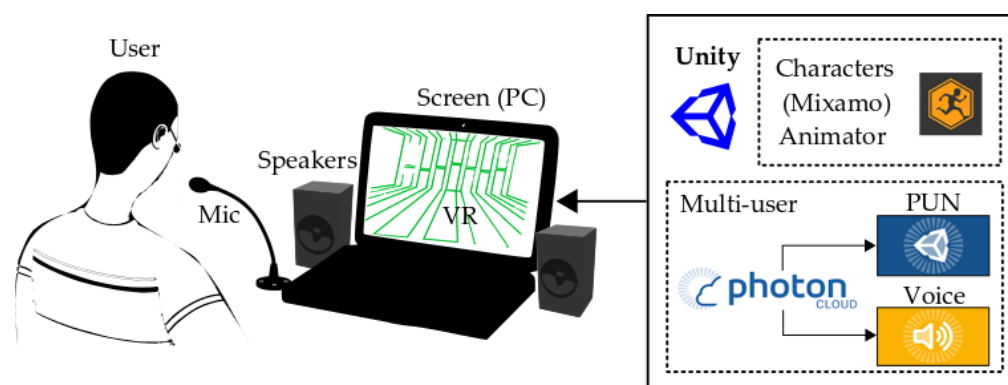 User
Screen (PC)
Speakers
Mic
VR
Unity
Characters
(Mixamo)
Animator
Multi-user
PUN
photon
CLOUD
Voice